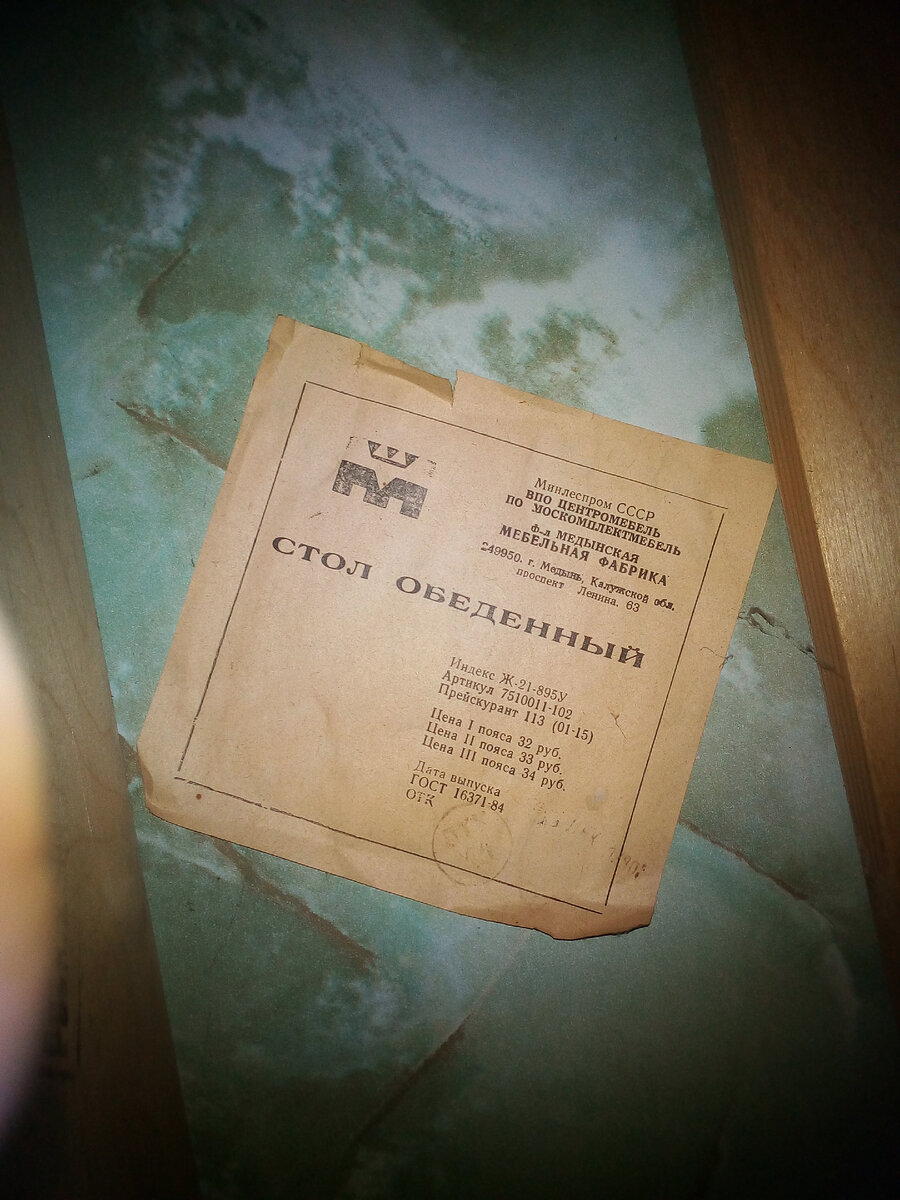 Минлеспром СССР
ВПО ЦЕНТРОМЕБЕЛЬ
ПО МОСКОМПЛЕКТМЕБЕЛЬ
Ф-л МЕДЫНСКАЯ
МЕБЕЛЬНАЯ ФАБРИКА
249950. г. Медынь, Калужской обл.
проспект Ленина. 63
СТОЛ ОБЕДЕННЫЙ
Индекс Ж-21-895у
Артикул 7510011-102
Прейскурант 113 (01-15)
Цена I пояса 32 руб.
Цена II пояса 33 руб.
Цена III пояса 34 руб.
Дата выпуска
ГОСТ 16371-84
ОТК